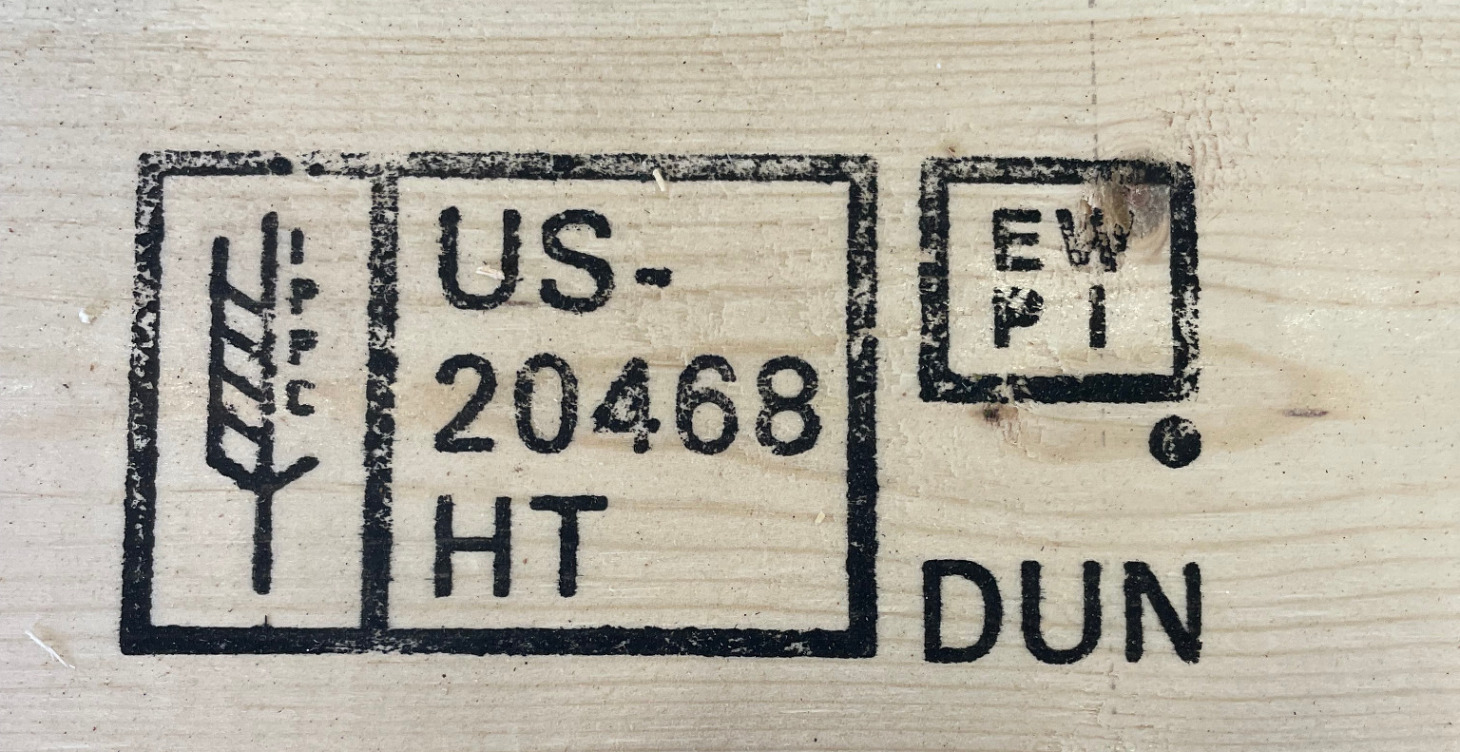 IPPC
US-
20468
HT
EW
PI
DUN